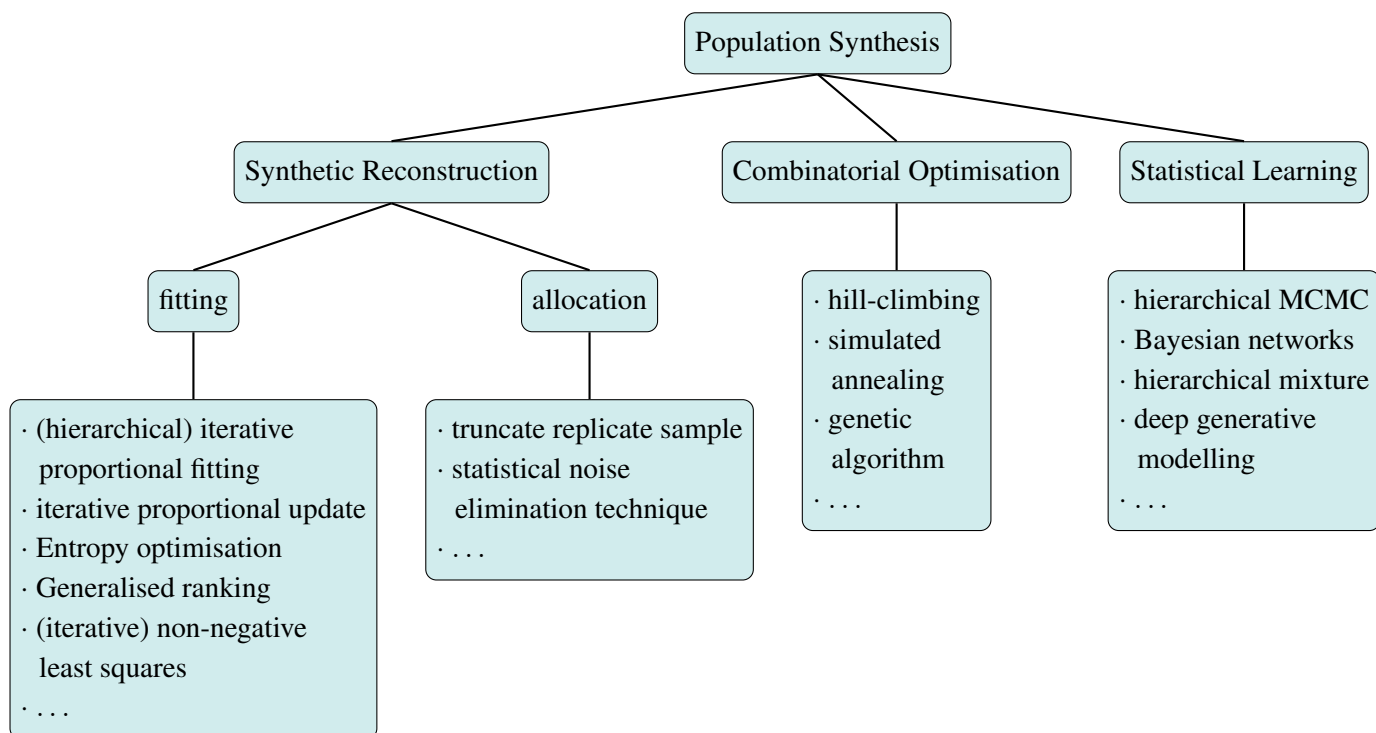 Population Synthesis
Synthetic Reconstruction
Combinatorial Optimisation
Statistical Learning
fitting
allocation
· hill-climbing
· simulated
annealing
· genetic
algorithm
· . . .
· hierarchical MCMC
· Bayesian networks
· hierarchical mixture
· deep generative
modelling
· . . .
· (hierarchical) iterative
proportional fitting
· iterative proportional update
· Entropy optimisation
· Generalised ranking
· (iterative) non-negative
least squares
· . . .
· truncate replicate sample
· statistical noise
elimination technique
· . . .